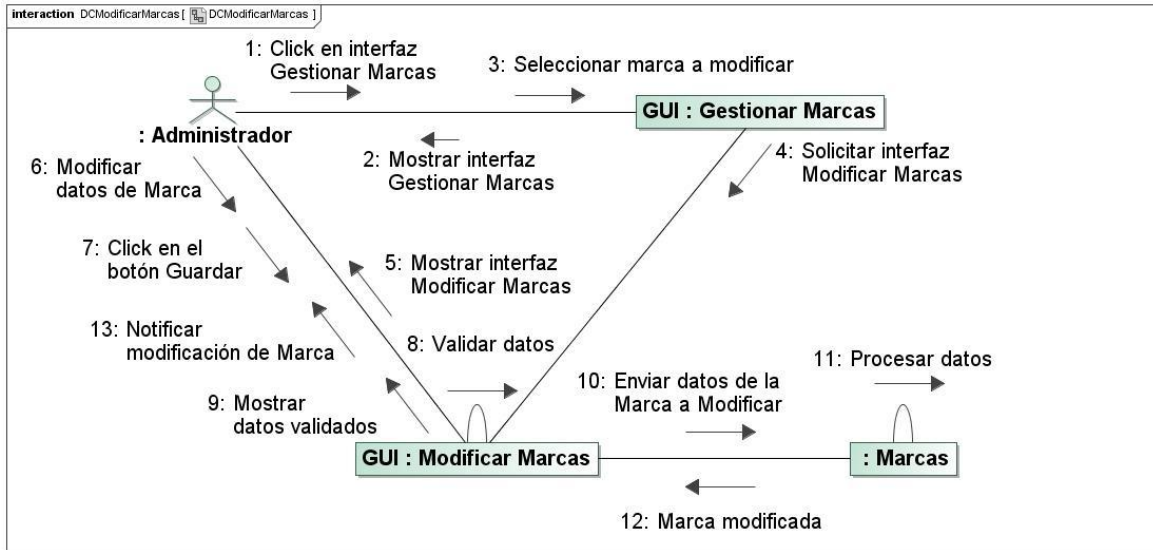 interaction DCModificarMarcas [ DCModificarMarcas ]
1: Click en interfaz
Gestionar Marcas
3: Seleccionar marca a modificar
GUI : Gestionar Marcas
: Administrador
2: Mostrar interfaz
Gestionar Marcas
4: Solicitar interfaz
Modificar Marcas
6: Modificar
datos de Marca
7: Click en el
botón Guardar
5: Mostrar interfaz
Modificar Marcas
13: Notificar
modificación de Marca
8: Validar datos
11: Procesar datos
10: Enviar datos de la
Marca a Modificar
9: Mostrar
datos validados
GUI : Modificar Marcas
: Marcas
12: Marca modificada